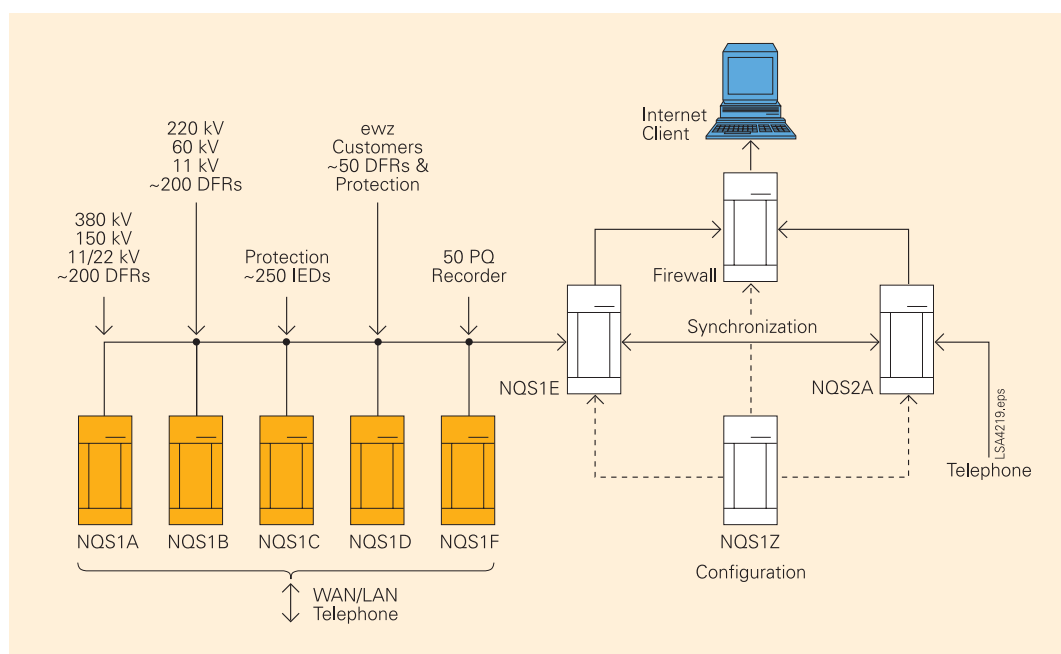 Internet
Client
220 kV
60 kV
11 kV
~200 DFRs
ewz
Customers
~50 DFRs &
Protection
380 kV
150 kV
11/22 kV
~200 DFRs
Protection
~250 IEDs
50 PQ
Recorder
Firewall
Synchronization
NQS1E
NQS2A
LSA4219.eps
Telephone
NQS1A
NQS1B
NQS1C
NQS1D
NQS1F
NQS1Z
Configuration
WAN/LAN
Telephone